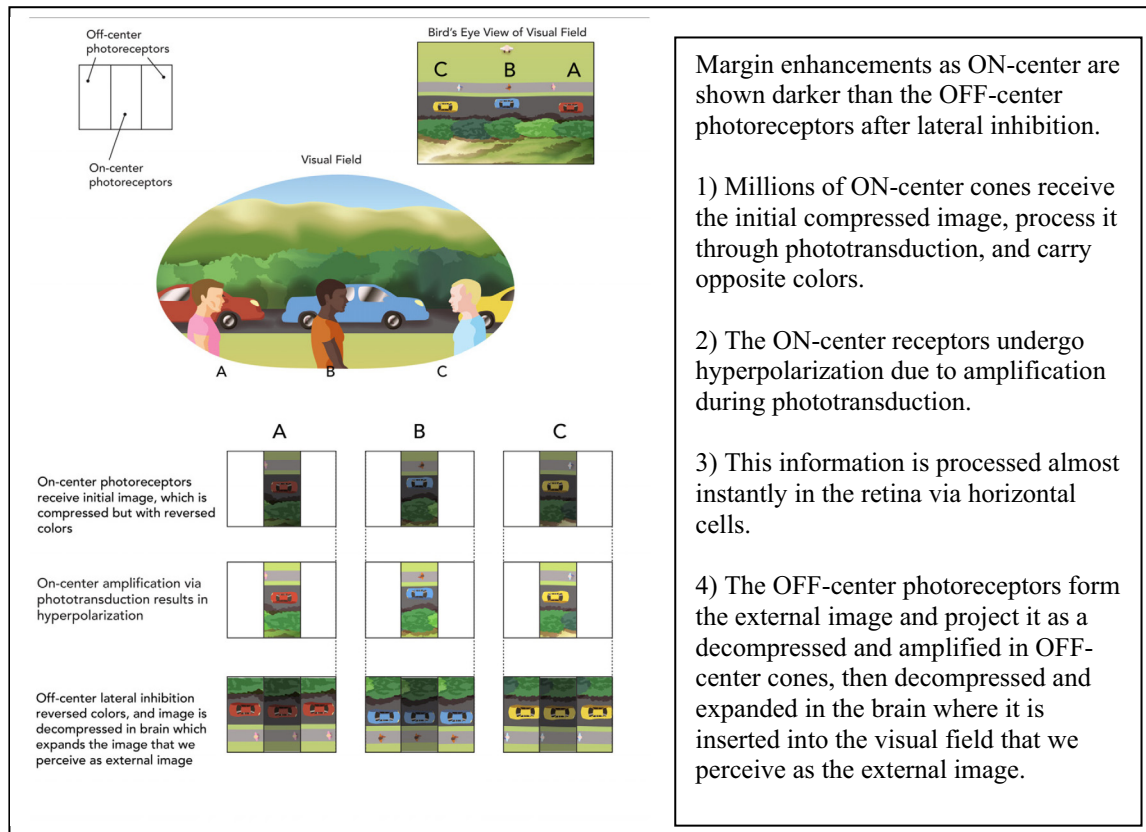 Off-center
photoreceptors
On-center
photoreceptors
Bird's Eye View of Visual Field
C B A
Visual Field
A B C
A B C
On-center photoreceptors
receive initial image, which is
compressed but with reversed
colors
On-center amplification via
phototransduction results in
hyperpolarization
Off-center lateral inhibition
reversed colors, and image is
decompressed in brain which
expands the image that we
perceive as external image
Margin enhancements as ON-center are
shown darker than the OFF-center
photoreceptors after lateral inhibition.
1) Millions of ON-center cones receive
the initial compressed image, process it
through phototransduction, and carry
opposite colors.
2) The ON-center receptors undergo
hyperpolarization due to amplification
during phototransduction.
3) This information is processed almost
instantly in the retina via horizontal
cells.
4) The OFF-center photoreceptors form
the external image and project it as a
decompressed and amplified in OFF-
center cones, then decompressed and
expanded in the brain where it is
inserted into the visual field that we
perceive as the external image.